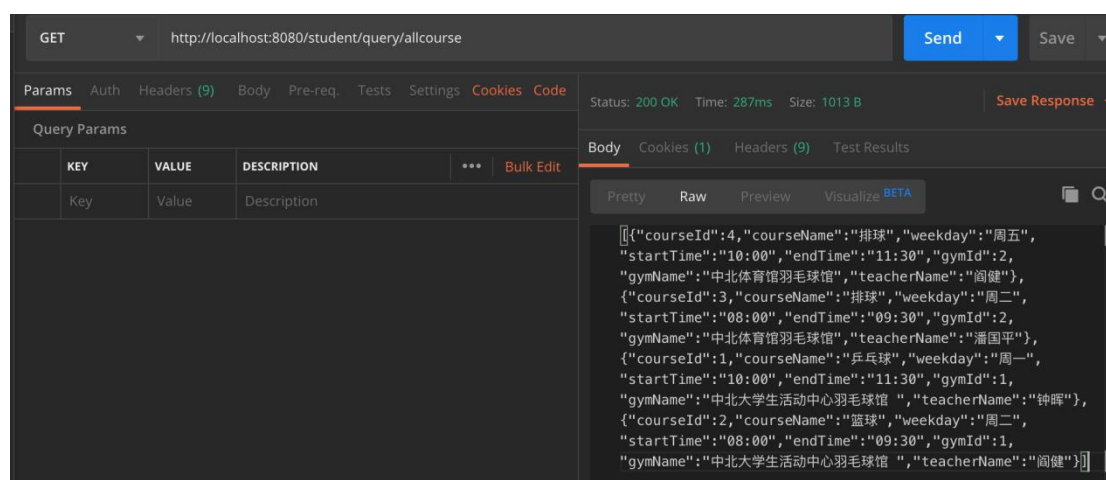 GET http://localhost:8080/student/query/allcourse Send Save
Params Auth Headers (9) Body Pre-req. Tests Settings Cookies Code
Query Params
KEY VALUE DESCRIPTION ••• Bulk Edit
Key Value Description
Status: 200 OK Time: 287ms Size: 1013 B Save Response
Body Cookies (1) Headers (9) Test Results
Pretty Raw Preview Visualize BETA
[{"courseId":4,"courseName":"排球","weekday":"周五",
"startTime":"10:00","endTime":"11:30","gymId":2,
"gymName":"中北体育馆羽毛球馆","teacherName":"阎健"},
{"courseId":3,"courseName":"排球","weekday":"周二",
"startTime":"08:00","endTime":"09:30","gymId":2,
"gymName":"中北体育馆羽毛球馆","teacherName":"潘国平"},
{"courseId":1,"courseName":"乒乓球","weekday":"周一",
"startTime":"10:00","endTime":"11:30","gymId":1,
"gymName":"中北大学生活动中心羽毛球馆 ","teacherName":"钟晖"},
{"courseId":2,"courseName":"篮球","weekday":"周二",
"startTime":"08:00","endTime":"09:30","gymId":1,
"gymName":"中北大学生活动中心羽毛球馆 ","teacherName":"阎健"}]